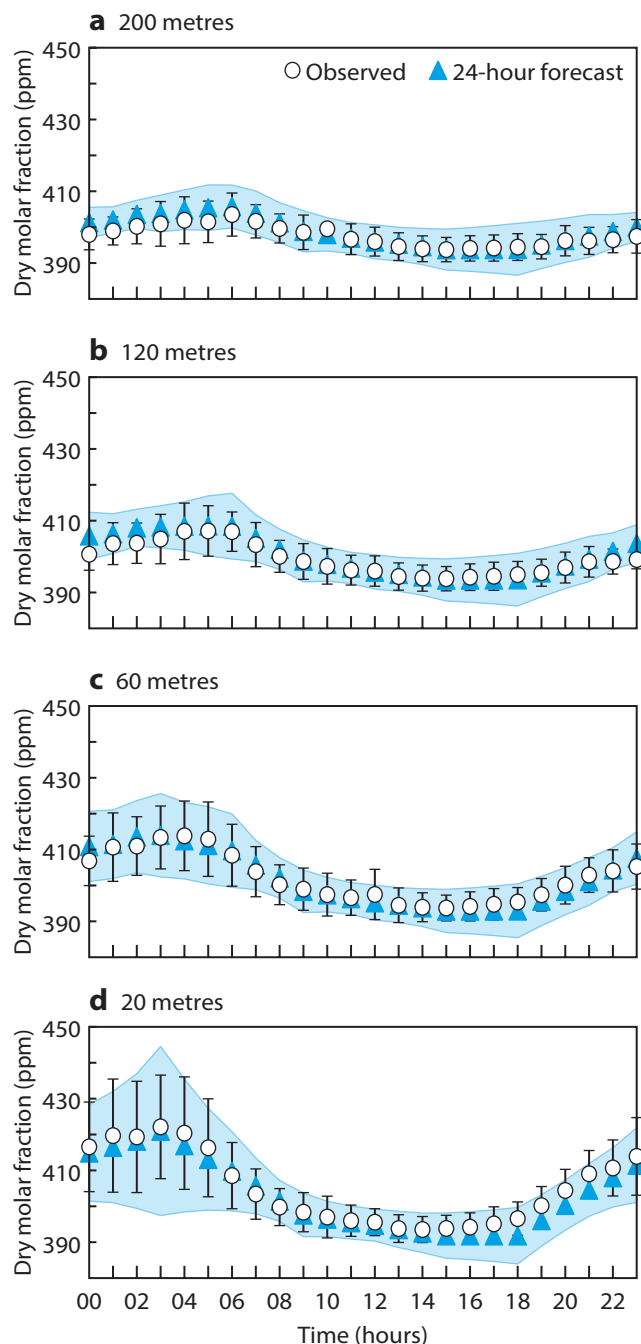 a 200 metres
450
430
410
390
Dry molar fraction (ppm)
Observed
24-hour forecast
b 120 metres
450
430
410
390
Dry molar fraction (ppm)
c 60 metres
450
430
410
390
Dry molar fraction (ppm)
d 20 metres
450
430
410
390
Dry molar fraction (ppm)
00 02 04 06 08 10 12 14 16 18 20 22
Time (hours)